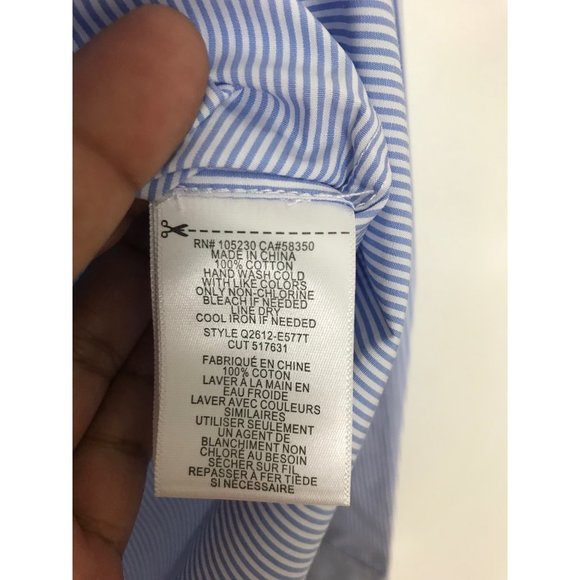 RN# 105230 CA#58350
MADE IN CHINA
100% COTTON
HAND WASH COLD
WITH LIKE COLORS
ONLY NON-CHLORINE
BLEACH IF NEEDED
LINE DRY
COOL IRON IF NEEDED
STYLE Q2612-E577T
CUT 517631
FABRIQUÉ EN CHINE
100% COTON
LAVER À LA MAIN EN
EAU FROIDE
LAVER AVEC COULEURS
SIMILAIRES
UTILISER SEULEMENT
UN AGENT DE
BLANCHIMENT NON
CHLORÉ AU BESOIN
SÉCHER SUR FIL
REPASSER À FER TIÈDE
SI NÉCESSAIRE